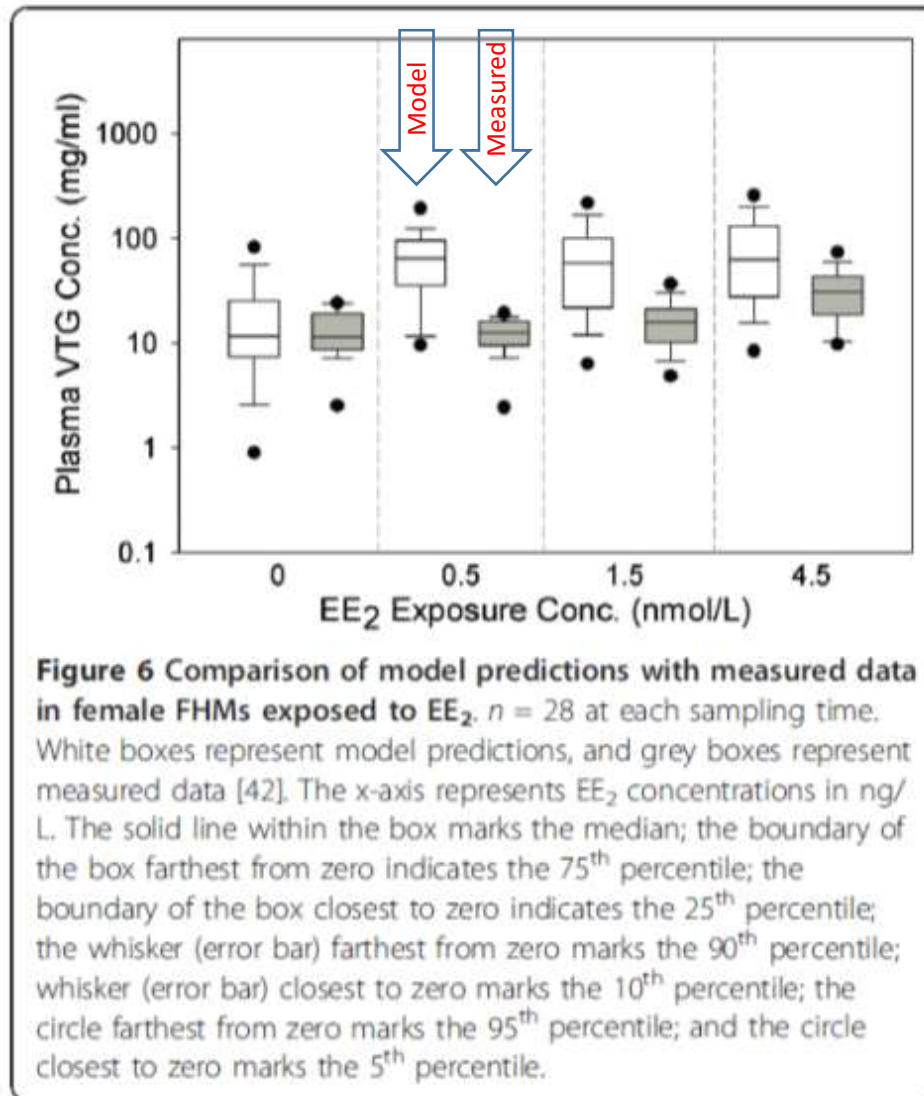 Model
Measured
Plasma VTG Conc. (mg/ml)
1000
100
10
1
0.1
0 0.5 1.5 4.5
EE₂ Exposure Conc. (nmol/L)
Figure 6 Comparison of model predictions with measured data
in female FHMs exposed to EE₂. n = 28 at each sampling time.
White boxes represent model predictions, and grey boxes represent
measured data [42]. The x-axis represents EE₂ concentrations in ng/
L. The solid line within the box marks the median; the boundary of
the box farthest from zero indicates the 75th percentile; the
boundary of the box closest to zero indicates the 25th percentile;
the whisker (error bar) farthest from zero marks the 90th percentile;
whisker (error bar) closest to zero marks the 10th percentile; the
circle farthest from zero marks the 95th percentile; and the circle
closest to zero marks the 5th percentile.